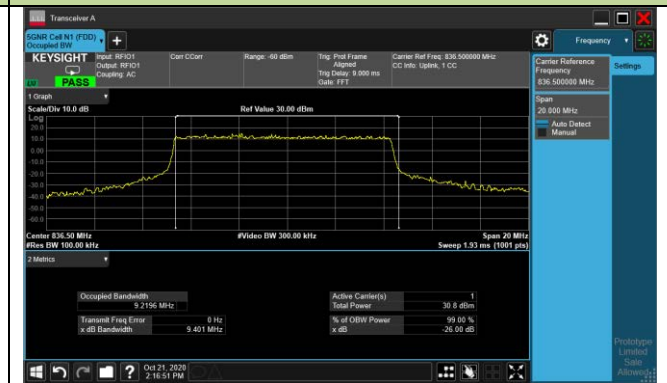 Transceiver A
5GNR Cell N1 (FDD)
Occupied BW
+
Frequency
KEYSIGHT
Input: RFIO1
Output: RFIO1
Coupling: AC
Corr CCorr
Range: -60 dBm
Trig: Prot Frame
Aligned
Trig Delay: 9.000 ms
Gate: FFT
Carrier Ref Freq: 836.500000 MHz
CC Info: Uplink, 1 CC
PASS
Carrier Reference
Frequency
836.500000 MHz
Settings
Span
20.000 MHz
Auto Detect
Manual
1 Graph
Scale/Div 10.0 dB
Ref Value 30.00 dBm
Log
20.0
10.0
0.00
-10.0
-20.0
-30.0
-40.0
-50.0
-60.0
Center 836.50 MHz
#Video BW 300.00 kHz
Span 20 MHz
#Res BW 100.00 kHz
Sweep 1.93 ms (1001 pts)
2 Metrics
Occupied Bandwidth
9.2196 MHz
Active Carrier(s) 1
Total Power 30.8 dBm
Transmit Freq Error 0 Hz
x dB Bandwidth 9.401 MHz
% of OBW Power 99.00 %
x dB -26.00 dB
Prototype
Limited
Sale
Allowed
?
Oct 21, 2020
2:16:51 PM